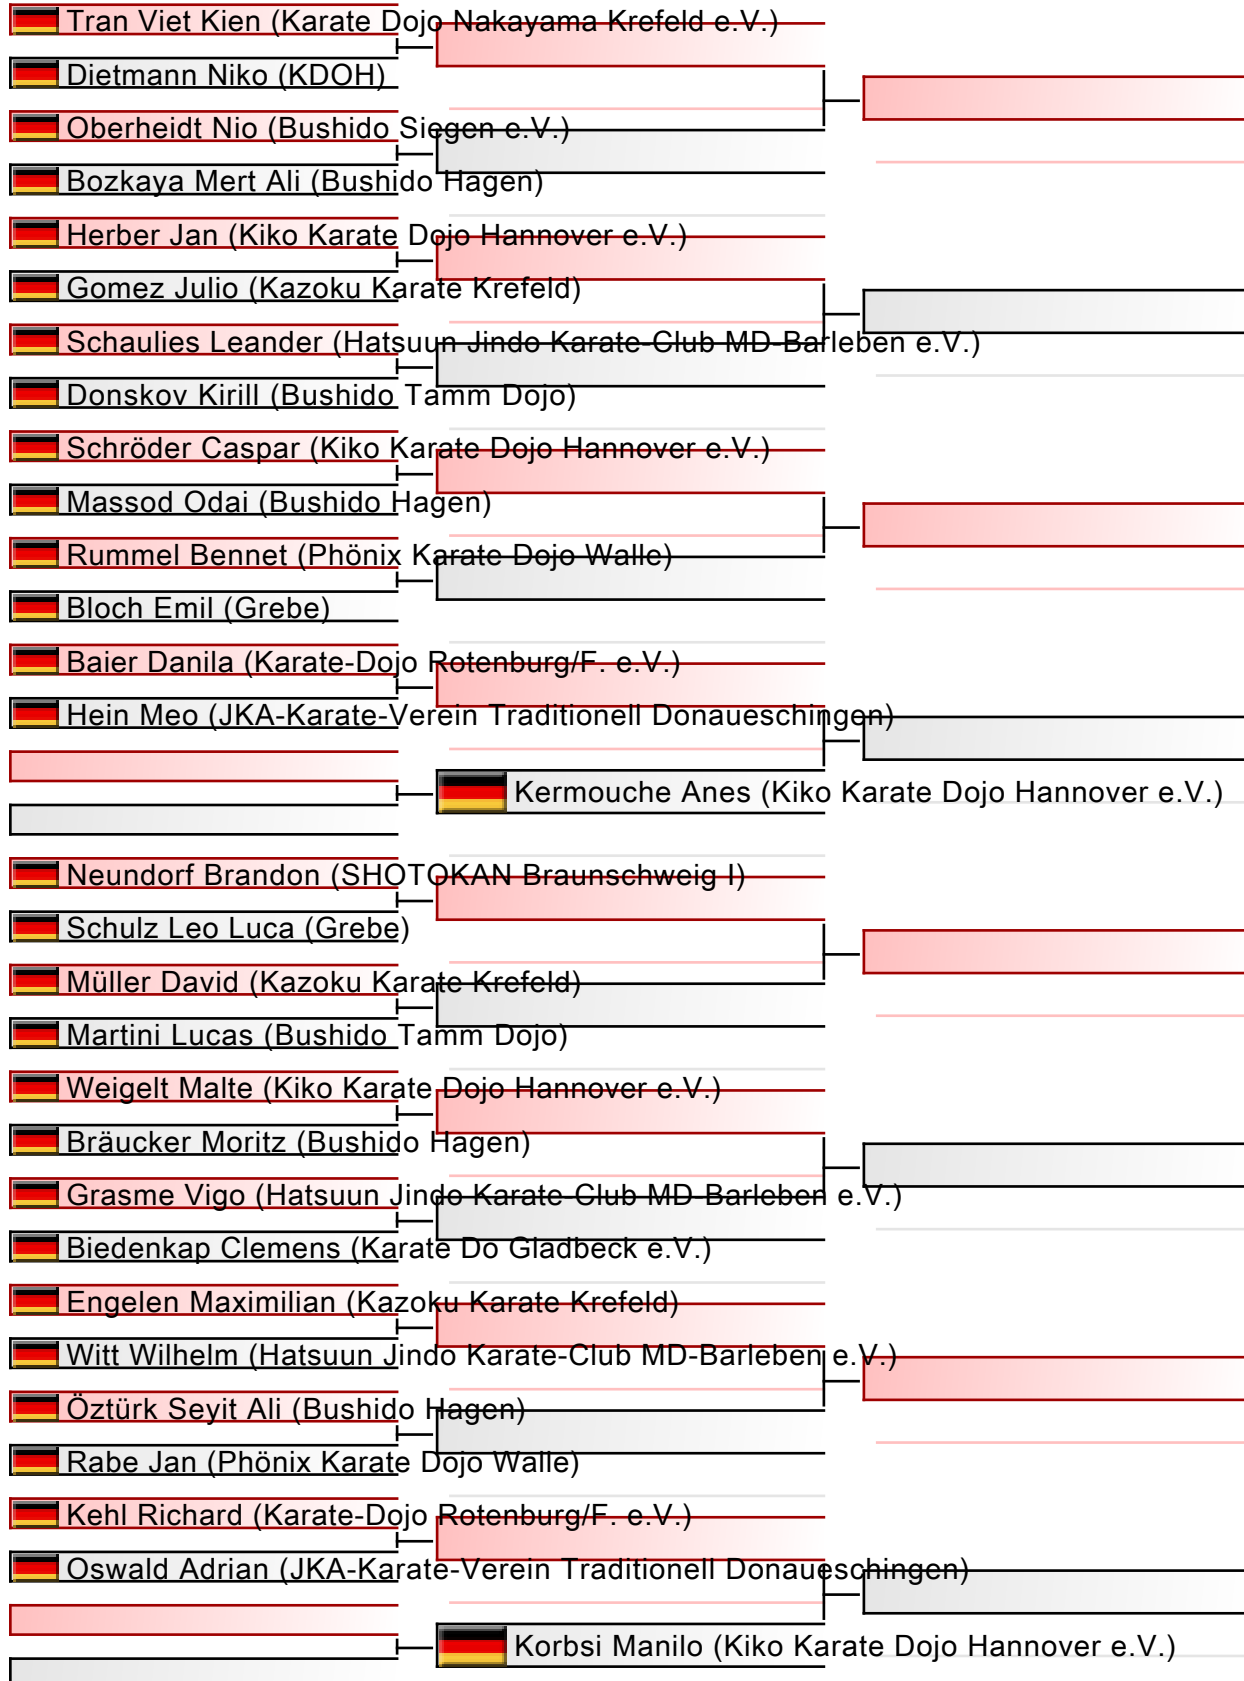 Tran Viet Kien (Karate Dojo Nakayama Krefeld e.V.)
Dietmann Niko (KDOH)
Oberheidt Nio (Bushido Siegen e.V.)
Bozkaya Mert Ali (Bushido Hagen)
Herber Jan (Kiko Karate Dojo Hannover e.V.)
Gomez Julio (Kazoku Karate Krefeld)
Schaulies Leander (Hatsuun Jindo Karate-Club MD-Barleben e.V.)
Donskov Kirill (Bushido Tamm Dojo)
Schröder Caspar (Kiko Karate Dojo Hannover e.V.)
Massod Odai (Bushido Hagen)
Rummel Bennet (Phönix Karate Dojo Walle)
Bloch Emil (Grebe)
Baier Danila (Karate-Dojo Rotenburg/F. e.V.)
Hein Meo (JKA-Karate-Verein Traditionell Donaueschingen)
Kermouche Anes (Kiko Karate Dojo Hannover e.V.)
Neundorf Brandon (SHOTOKAN Braunschweig I)
Schulz Leo Luca (Grebe)
Müller David (Kazoku Karate Krefeld)
Martini Lucas (Bushido Tamm Dojo)
Weigelt Malte (Kiko Karate Dojo Hannover e.V.)
Bräucker Moritz (Bushido Hagen)
Grasme Vigo (Hatsuun Jindo Karate-Club MD-Barleben e.V.)
Biedenkap Clemens (Karate Do Gladbeck e.V.)
Engelen Maximilian (Kazoku Karate Krefeld)
Witt Wilhelm (Hatsuun Jindo Karate-Club MD-Barleben e.V.)
Öztürk Seyit Ali (Bushido Hagen)
Rabe Jan (Phönix Karate Dojo Walle)
Kehl Richard (Karate-Dojo Rotenburg/F. e.V.)
Oswald Adrian (JKA-Karate-Verein Traditionell Donaueschingen)
Korbsi Manilo (Kiko Karate Dojo Hannover e.V.)